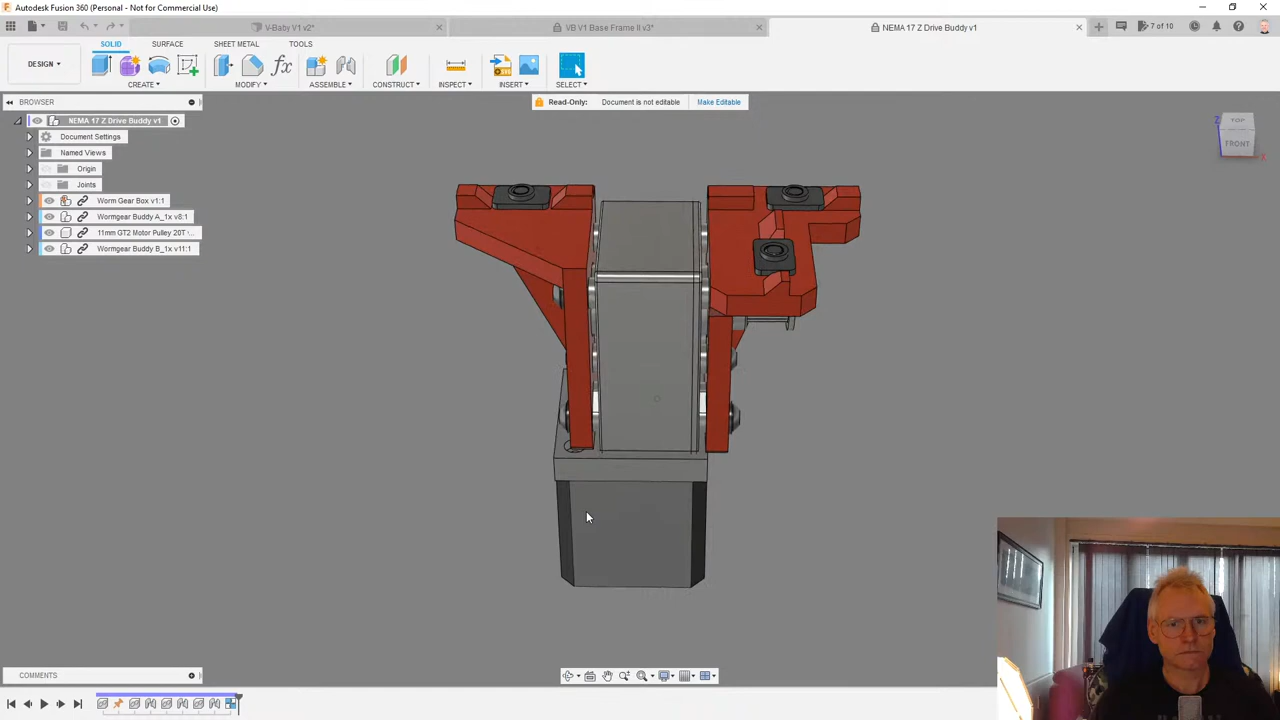 Autodesk Fusion 360 (Personal - Not for Commercial Use)
V-Baby V1 v2*
VB V1 Base Frame II v3*
NEMA 17 Z Drive Buddy v1
7 of 10
SOLID
SURFACE
SHEET METAL
TOOLS
DESIGN
CREATE
MODIFY
ASSEMBLE
CONSTRUCT
INSPECT
INSERT
SELECT
BROWSER
Read-Only:
Document is not editable
Make Editable
NEMA 17 Z Drive Buddy v1
Document Settings
Named Views
Origin
Joints
Worm Gear Box v1:1
Wormgear Buddy A_1x v8:1
11mm GT2 Motor Pulley 20T v...
Wormgear Buddy B_1x v11:1
TOP
Z
FRONT
X
COMMENTS